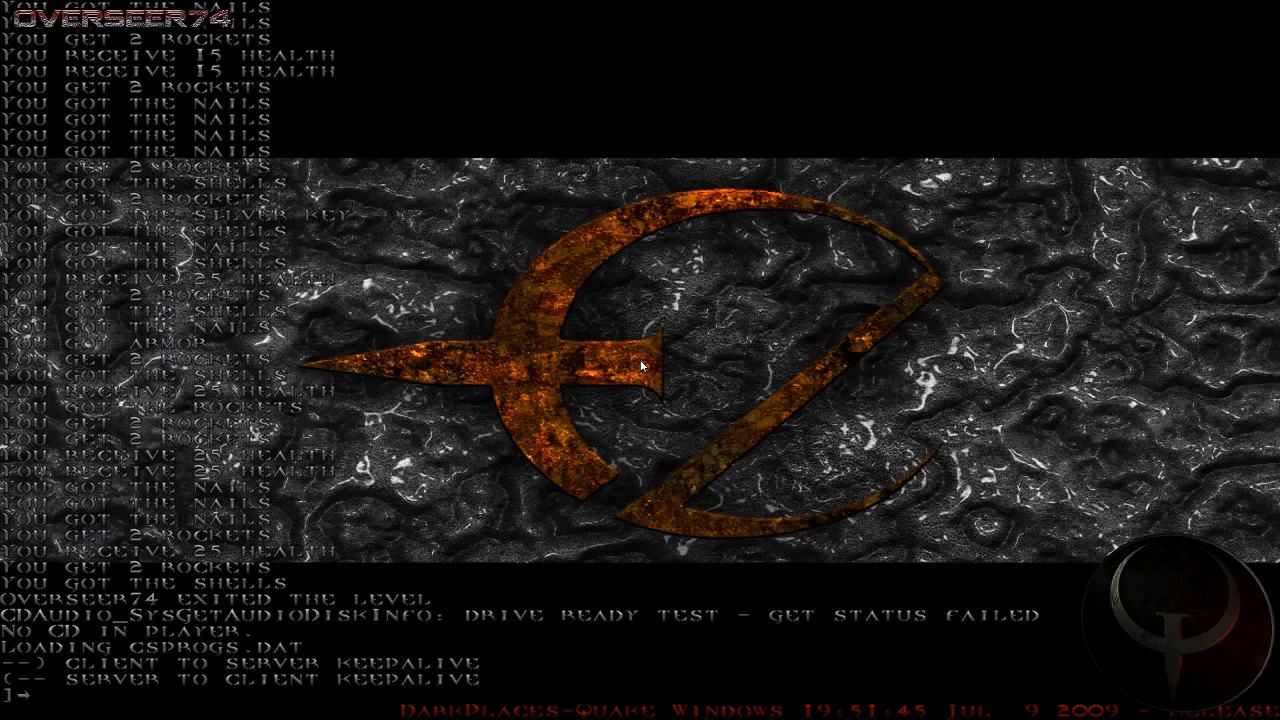 YOU GOT THE NAILS
OVERSEER74
YOU GET 2 ROCKETS
YOU RECEIVE 15 HEALTH
YOU RECEIVE 15 HEALTH
YOU GET 2 ROCKETS
YOU GOT THE NAILS
YOU GOT THE NAILS
YOU GOT THE NAILS
YOU GOT THE NAILS
YOU GET 2 ROCKETS
YOU GOT THE SHELLS
YOU GET 2 ROCKETS
YOU GOT THE SILVER KEY
YOU GOT THE SHELLS
YOU GOT THE NAILS
YOU GOT THE SHELLS
YOU RECEIVE 25 HEALTH
YOU GET 2 ROCKETS
YOU GOT THE SHELLS
YOU GOT THE NAILS
YOU GOT ARMOR
YOU GET 2 ROCKETS
YOU GOT THE SHELLS
YOU RECEIVE 25 HEALTH
YOU GOT THE ROCKETS
YOU GET 2 ROCKETS
YOU GET 2 ROCKETS
YOU RECEIVE 25 HEALTH
YOU RECEIVE 25 HEALTH
YOU GOT THE NAILS
YOU GOT THE NAILS
YOU GOT THE NAILS
YOU GET 2 ROCKETS
YOU RECEIVE 25 HEALTH
YOU GET 2 ROCKETS
YOU GOT THE SHELLS
OVERSEER74 EXITED THE LEVEL
CDAUDIO_SYSGETAUDIODISKINFO: DRIVE READY TEST - GET STATUS FAILED
NO CD IN PLAYER.
LOADING CSPROGS.DAT
--) CLIENT TO SERVER KEEPALIVE
(-- SERVER TO CLIENT KEEPALIVE
]→
DARKPLACES-QUAKE WINDOWS 19:51:45 JUL 9 2009 - RELEASE